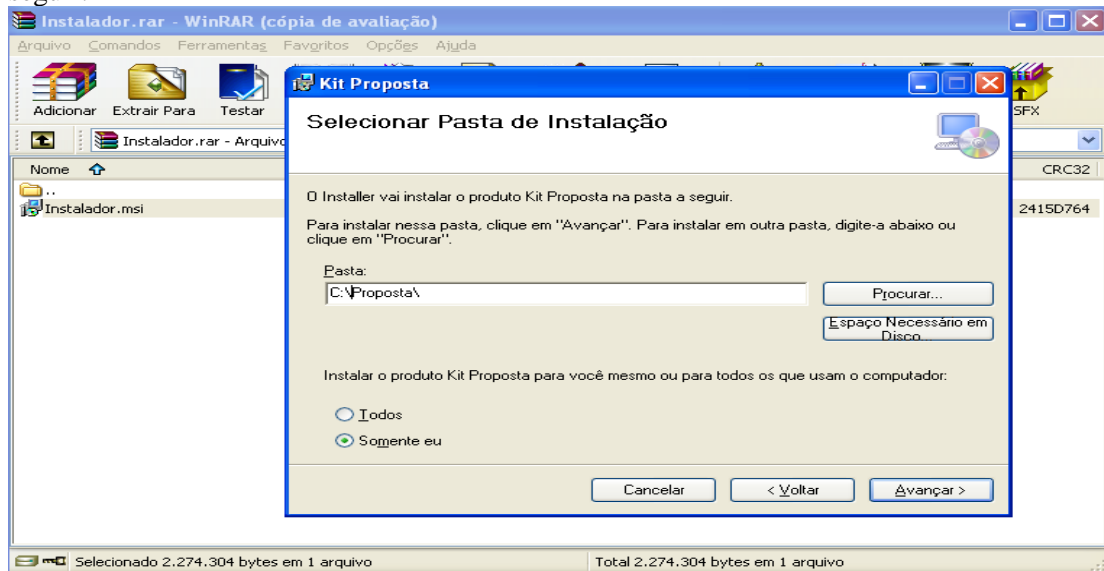 Instalador.rar - WinRAR (cópia de avaliação)
Arquivo Comandos Ferramentas Favoritos Opções Ajuda
Adicionar Extrair Para Testar SFX
Kit Proposta
Selecionar Pasta de Instalação
Instalador.rar - Arquivo
Nome CRC32
..
Instalador.msi 2415D764
O Installer vai instalar o produto Kit Proposta na pasta a seguir.
Para instalar nessa pasta, clique em "Avançar". Para instalar em outra pasta, digite-a abaixo ou
clique em "Procurar".
Pasta:
C:\Proposta\
Procurar...
Espaço Necessário em
Disco...
Instalar o produto Kit Proposta para você mesmo ou para todos os que usam o computador:
Todos
Somente eu
Cancelar < Voltar Avançar >
Selecionado 2.274.304 bytes em 1 arquivo Total 2.274.304 bytes em 1 arquivo